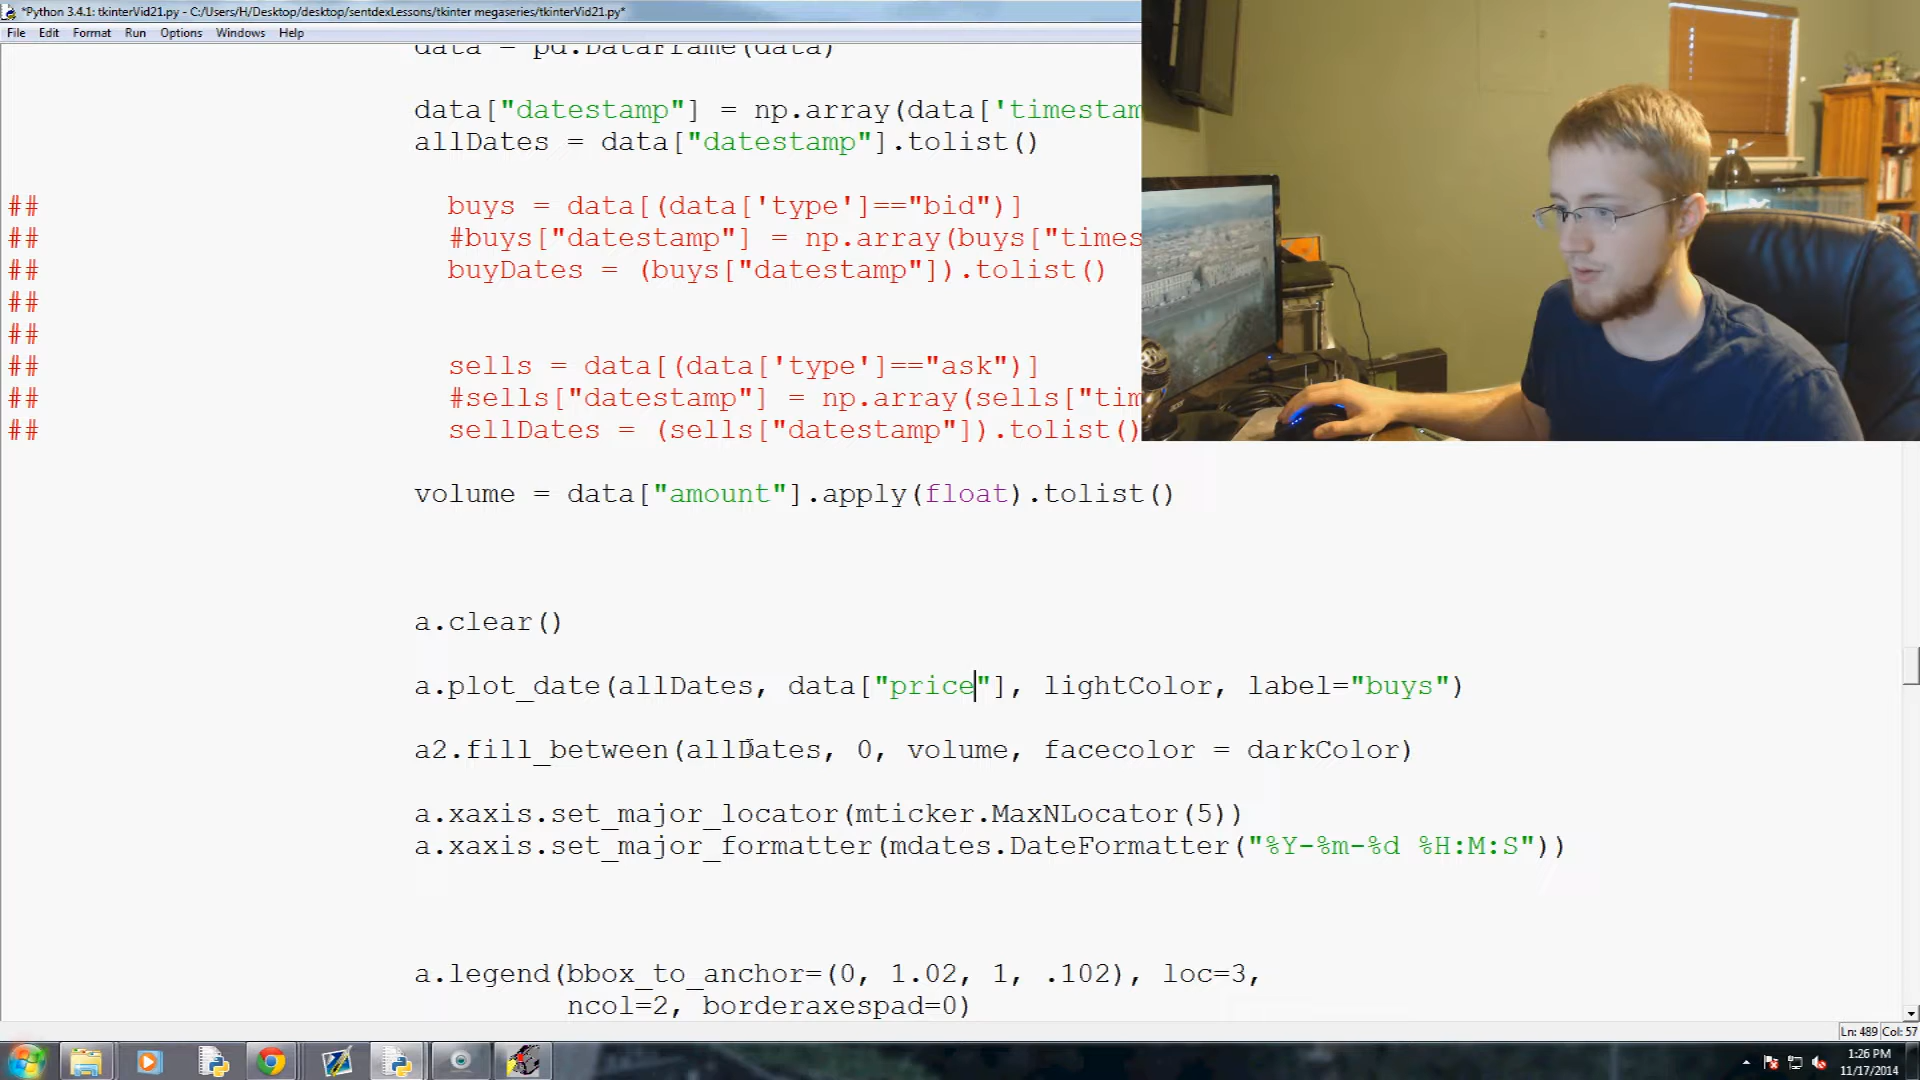 *Python 3.4.1: tkinterVid21.py - C:/Users/H/Desktop/desktop/sentdexLessons/tkinter megaseries/tkinterVid21.py*
File Edit Format Run Options Windows Help
data = pd.DataFrame(data)
data["datestamp"] = np.array(data['timestam
allDates = data["datestamp"].tolist()
## buys = data[(data['type']=="bid")]
## #buys["datestamp"] = np.array(buys["times
## buyDates = (buys["datestamp"]).tolist()
##
##
## sells = data[(data['type']=="ask")]
## #sells["datestamp"] = np.array(sells["tim
## sellDates = (sells["datestamp"]).tolist()
volume = data["amount"].apply(float).tolist()
a.clear()
a.plot_date(allDates, data["price"], lightColor, label="buys")
a2.fill_between(allDates, 0, volume, facecolor = darkColor)
a.xaxis.set_major_locator(mticker.MaxNLocator(5))
a.xaxis.set_major_formatter(mdates.DateFormatter("%Y-%m-%d %H:M:S"))
a.legend(bbox_to_anchor=(0, 1.02, 1, .102), loc=3,
ncol=2, borderaxespad=0)
Ln: 489 Col: 57
1:26 PM
11/17/2014